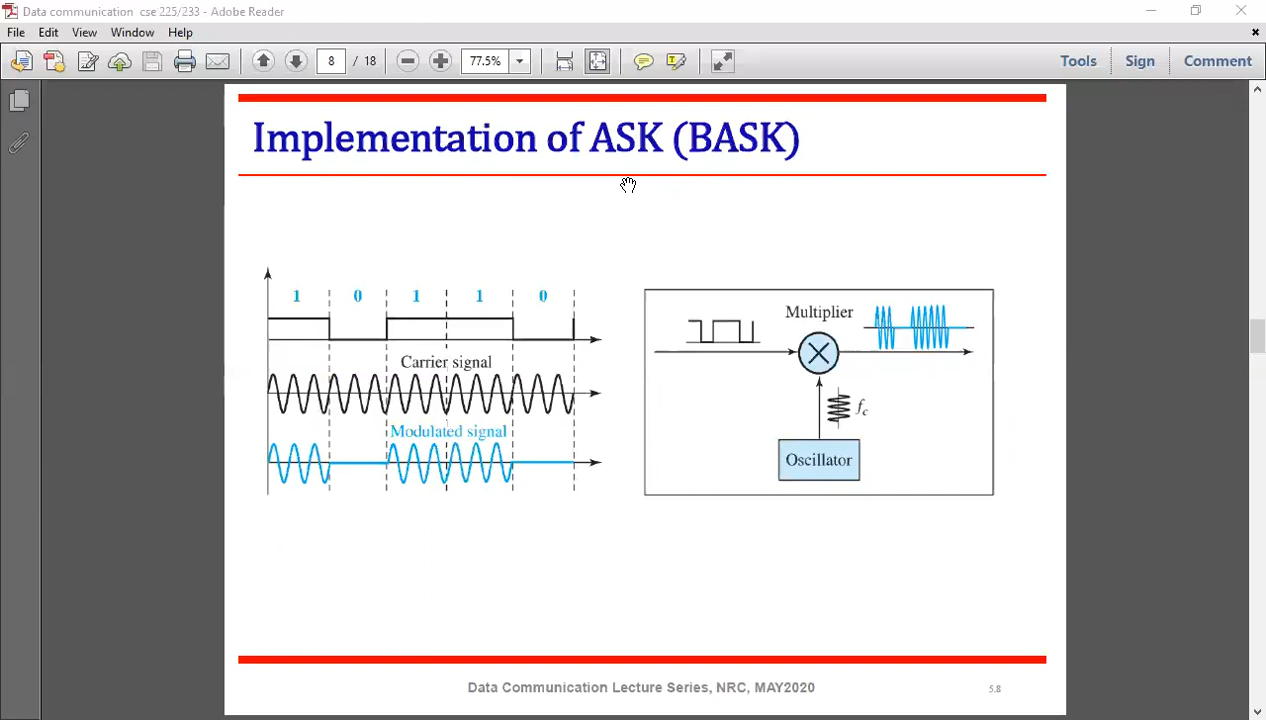 Data communication cse 225/233 - Adobe Reader
File Edit View Window Help
8 / 18 77.5% Tools Sign Comment
Implementation of ASK (BASK)
1 0 1 1 0
Carrier signal
Modulated signal
Multiplier
fc
Oscillator
Data Communication Lecture Series, NRC, MAY2020
5.8